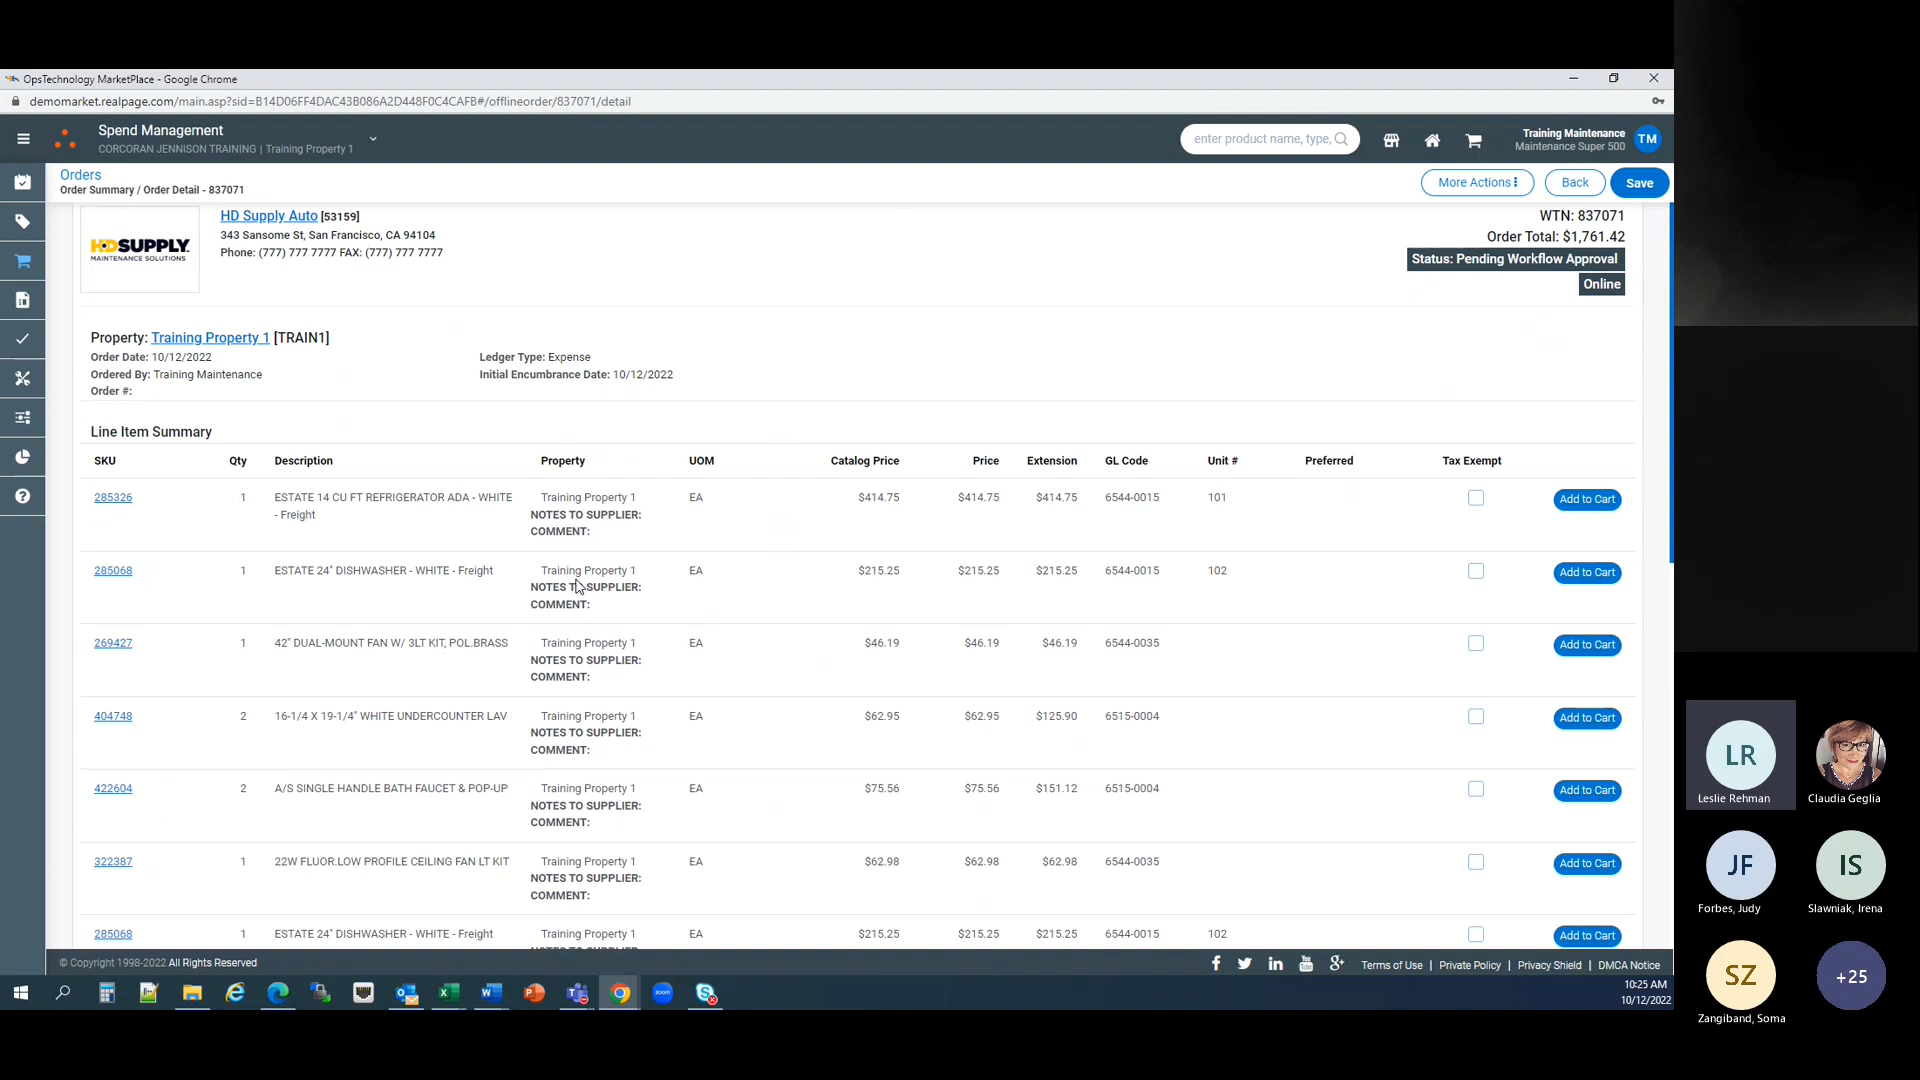 OpsTechnology MarketPlace - Google Chrome
demomarket.realpage.com/main.asp?sid=B14D06FF4DAC43B086A2D448F0C4CAFB#/offlineorder/837071/detail
Spend Management
CORCORAN JENNISON TRAINING | Training Property 1
enter product name, type,
Training Maintenance
Maintenance Super 500
TM
Orders
Order Summary / Order Detail - 837071
More Actions
Back
Save
HDSUPPLY
MAINTENANCE SOLUTIONS
HD Supply Auto [53159]
343 Sansome St, San Francisco, CA 94104
Phone: (777) 777 7777 FAX: (777) 777 7777
WTN: 837071
Order Total: $1,761.42
Status: Pending Workflow Approval
Online
Property: Training Property 1 [TRAIN1]
Order Date: 10/12/2022 Ledger Type: Expense
Ordered By: Training Maintenance Initial Encumbrance Date: 10/12/2022
Order #:
Line Item Summary
SKU Qty Description Property UOM Catalog Price Price Extension GL Code Unit # Preferred Tax Exempt
285326 1 ESTATE 14 CU FT REFRIGERATOR ADA - WHITE Training Property 1 EA $414.75 $414.75 $414.75 6544-0015 101 Add to Cart
- Freight NOTES TO SUPPLIER:
COMMENT:
285068 1 ESTATE 24" DISHWASHER - WHITE - Freight Training Property 1 EA $215.25 $215.25 $215.25 6544-0015 102 Add to Cart
NOTES TO SUPPLIER:
COMMENT:
269427 1 42" DUAL-MOUNT FAN W/ 3LT KIT, POL.BRASS Training Property 1 EA $46.19 $46.19 $46.19 6544-0035 Add to Cart
NOTES TO SUPPLIER:
COMMENT:
404748 2 16-1/4 X 19-1/4" WHITE UNDERCOUNTER LAV Training Property 1 EA $62.95 $62.95 $125.90 6515-0004 Add to Cart
NOTES TO SUPPLIER:
COMMENT:
422604 2 A/S SINGLE HANDLE BATH FAUCET & POP-UP Training Property 1 EA $75.56 $75.56 $151.12 6515-0004 Add to Cart
NOTES TO SUPPLIER:
COMMENT:
322387 1 22W FLUOR.LOW PROFILE CEILING FAN LT KIT Training Property 1 EA $62.98 $62.98 $62.98 6544-0035 Add to Cart
NOTES TO SUPPLIER:
COMMENT:
285068 1 ESTATE 24" DISHWASHER - WHITE - Freight Training Property 1 EA $215.25 $215.25 $215.25 6544-0015 102 Add to Cart
© Copyright 1998-2022 All Rights Reserved
Terms of Use | Private Policy | Privacy Shield | DMCA Notice
10:25 AM
10/12/2022
LR
Leslie Rehman
Claudia Geglia
JF
Forbes, Judy
IS
Slawniak, Irena
SZ
Zangiband, Soma
+25